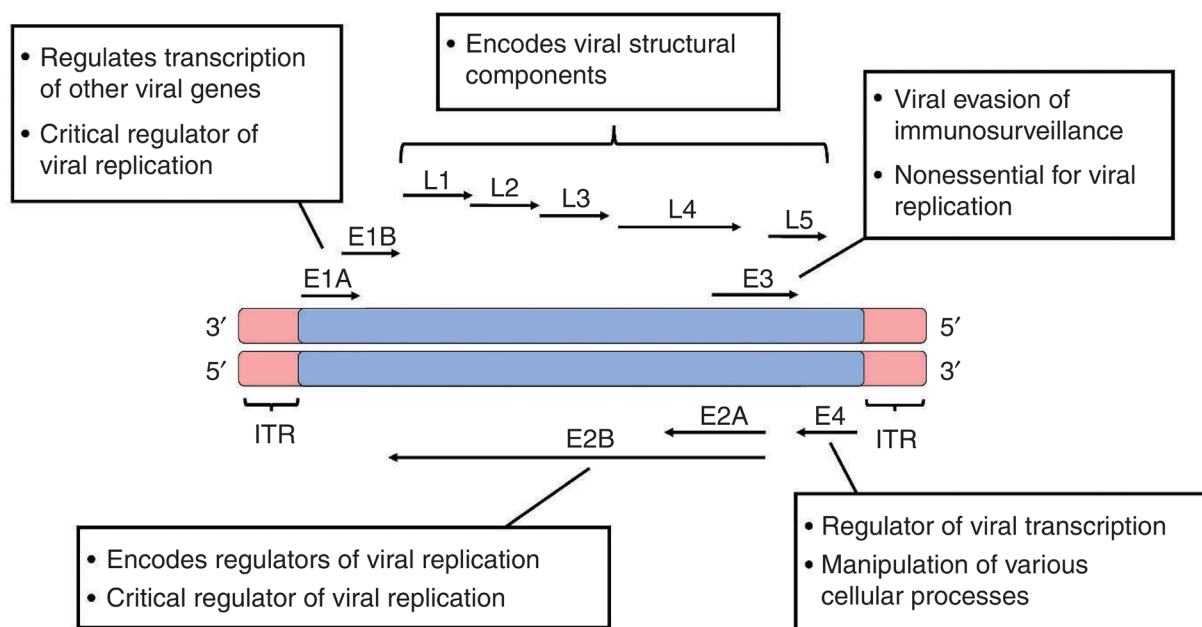 • Regulates transcription
of other viral genes
• Critical regulator of
viral replication
• Encodes viral structural
components
• Viral evasion of
immunosurveillance
• Nonessential for viral
replication
L1
L2
L3
L4
L5
E1B
E1A
E3
3′
5′
5′
3′
ITR
E2A
E4
ITR
E2B
• Encodes regulators of viral replication
• Critical regulator of viral replication
• Regulator of viral transcription
• Manipulation of various
cellular processes